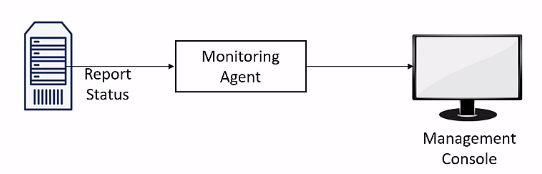 Report
Status
Monitoring
Agent
Management
Console